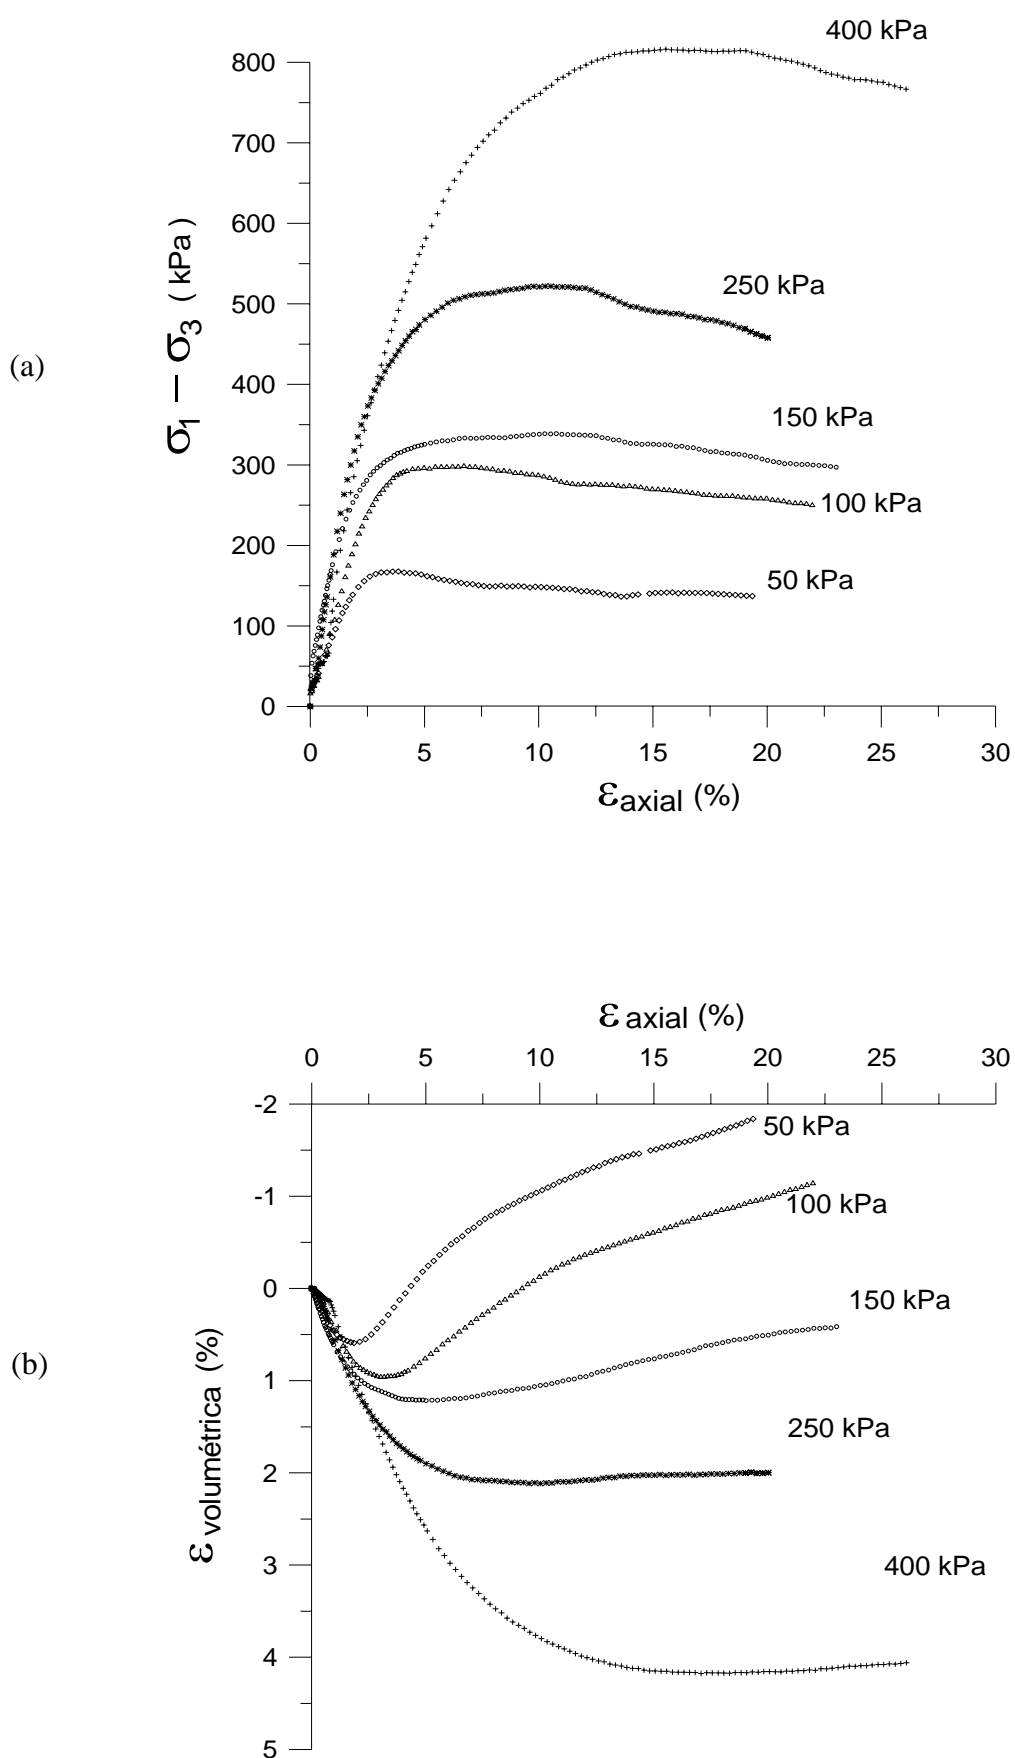 400 kPa
800
700
600
500
400
300
200
100
0
σ1 − σ3 ( kPa )
(a)
250 kPa
150 kPa
100 kPa
50 kPa
0 5 10 15 20 25 30
εaxial (%)
ε axial (%)
0 5 10 15 20 25 30
-2
-1
0
1
2
3
4
5
ε volumétrica (%)
(b)
50 kPa
100 kPa
150 kPa
250 kPa
400 kPa